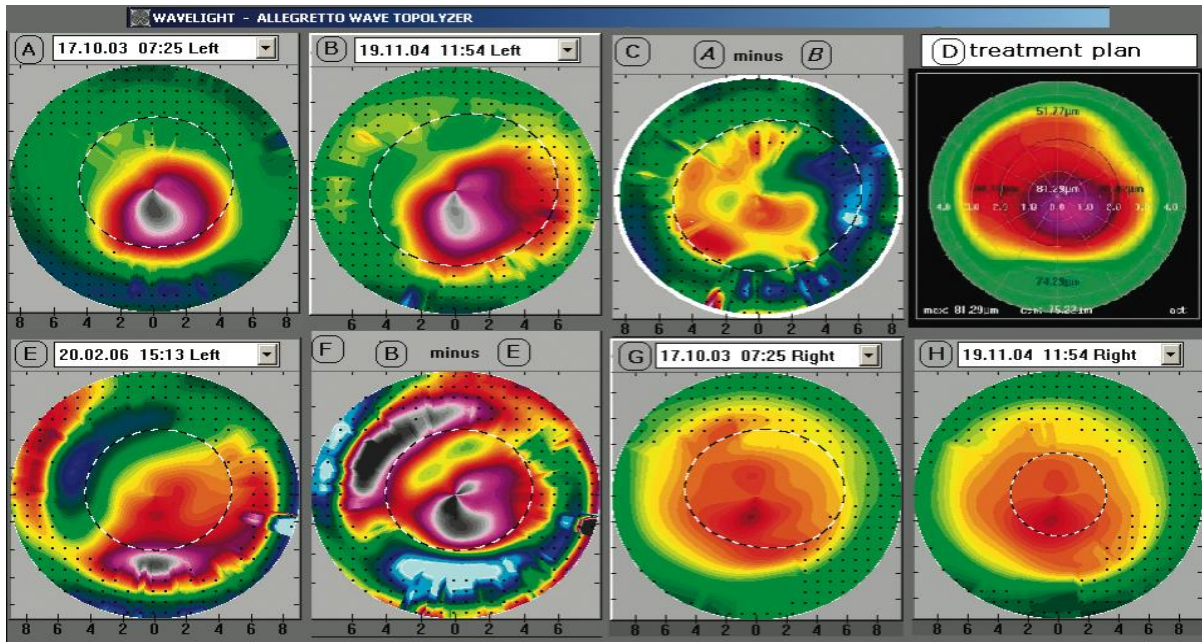 WAVELIGHT - ALLEGRETTO WAVE TOPOLYZER
A 17.10.03 07:25 Left
B 19.11.04 11:54 Left
C A minus B
D treatment plan
8 6 4 2 0 2 4 6 8
6 4 2 0 2 4 6
8 6 4 2 0 2 4 6 8
51.77µm
81.29µm
4.0 3.0 2.0 1.0 0.0 1.0 2.0 3.0 4.0
74.29µm
max: 81.29µm
E 20.02.06 15:13 Left
F B minus E
G 17.10.03 07:25 Right
H 19.11.04 11:54 Right
8 6 4 2 0 2 4 6 8
6 4 2 0 2 4 6
8 6 4 2 0 2 4 6 8
8 6 4 2 0 2 4 6 8